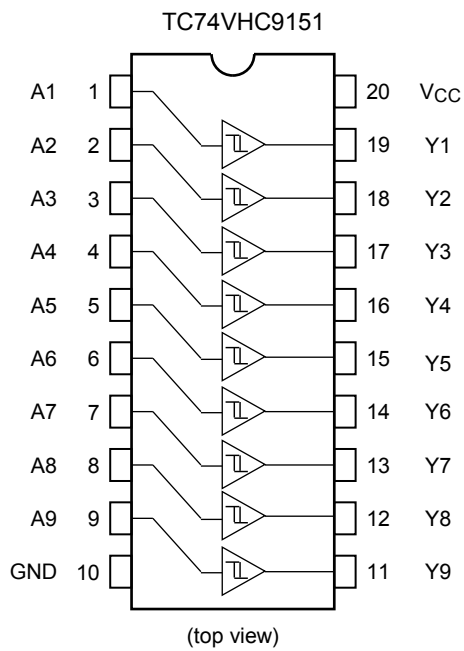 TC74VHC9151
A1 1 20 VCC
A2 2 19 Y1
A3 3 18 Y2
A4 4 17 Y3
A5 5 16 Y4
A6 6 15 Y5
A7 7 14 Y6
A8 8 13 Y7
A9 9 12 Y8
GND 10 11 Y9
(top view)